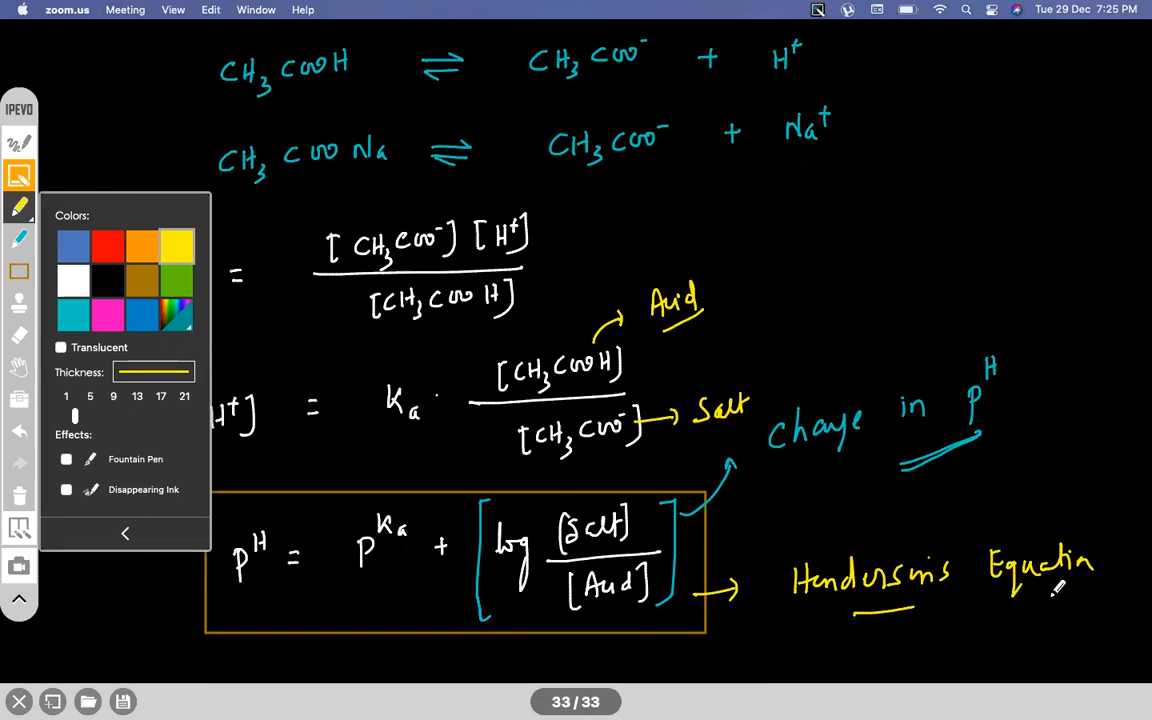 zoom.us Meeting View Edit Window Help Tue 29 Dec 7:25 PM
CH₃COOH ⇌ CH₃COO⁻ + H⁺
CH₃COONa ⇌ CH₃COO⁻ + Na⁺
IPEVO
Colors:
Translucent
Thickness:
1 5 9 13 17 21
Effects:
Fountain Pen
Disappearing Ink
= [CH₃COO⁻] [H⁺]
[CH₃COOH]
Acid
H⁺] = Ka · [CH₃COOH]
[CH₃COO⁻] → Salt
Change in pH
pH = pKa + [log [Salt]
[Acid]] → Henderson's Equation
33/33